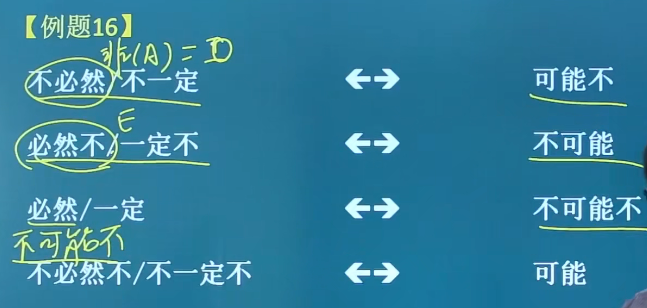 【例题16】
非(A)=O
不必然/不一定 ←→ 可能不
E
必然不/一定不 ←→ 不可能
必然/一定 ←→ 不可能不
不可能不
不必然不/不一定不 ←→ 可能